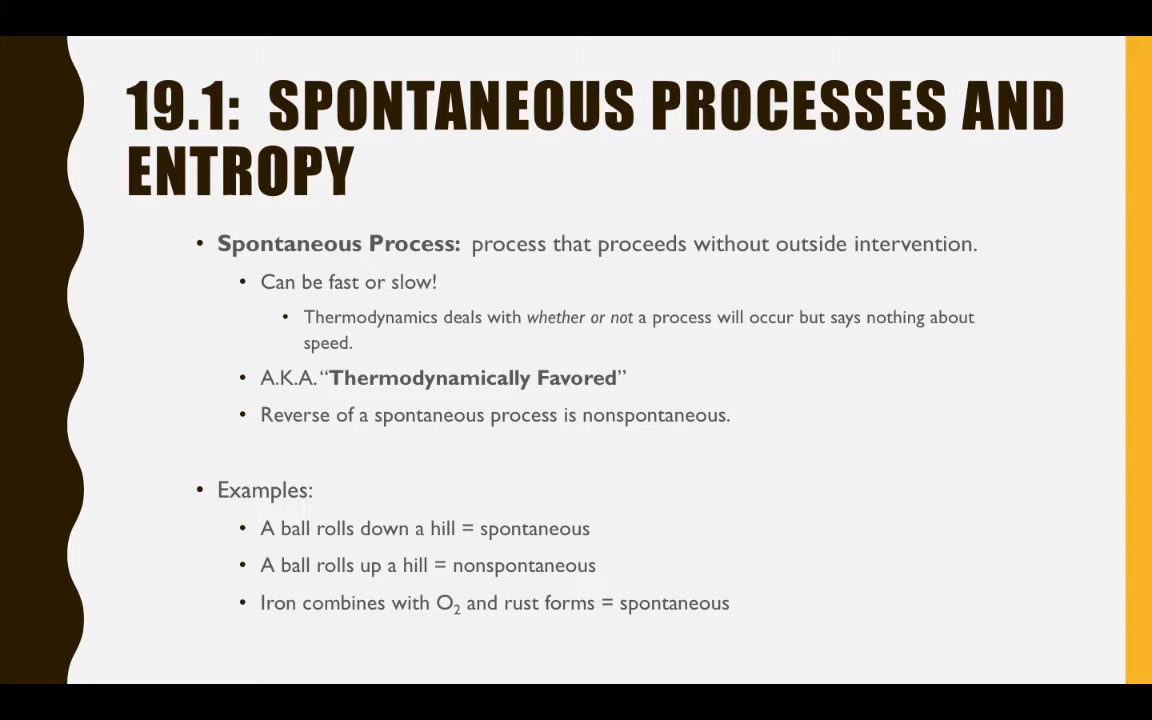 19.1: SPONTANEOUS PROCESSES AND
ENTROPY
• Spontaneous Process: process that proceeds without outside intervention.
• Can be fast or slow!
• Thermodynamics deals with whether or not a process will occur but says nothing about
speed.
• A.K.A. “Thermodynamically Favored”
• Reverse of a spontaneous process is nonspontaneous.
• Examples:
• A ball rolls down a hill = spontaneous
• A ball rolls up a hill = nonspontaneous
• Iron combines with O₂ and rust forms = spontaneous